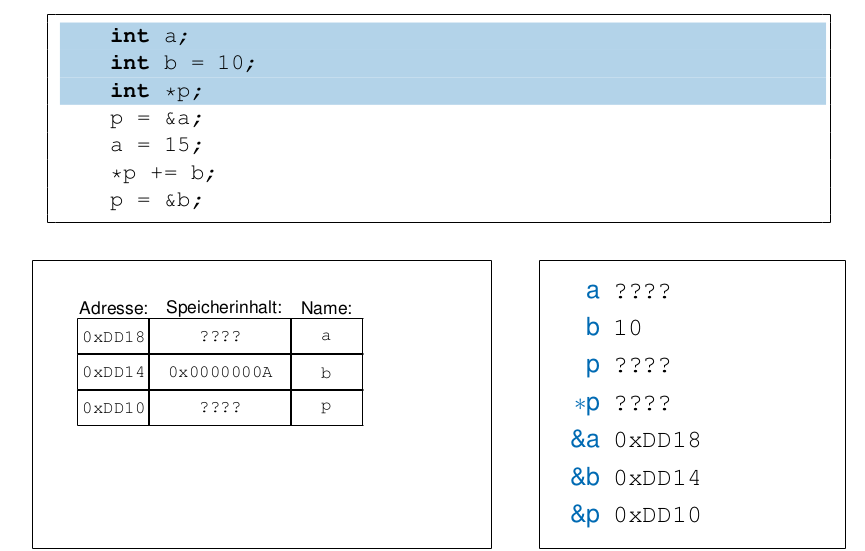 int a;
int b = 10;
int *p;
p = &a;
a = 15;
*p += b;
p = &b;
Adresse: Speicherinhalt: Name:
0xDD18 ???? a
0xDD14 0x0000000A b
0xDD10 ???? p
a ????
b 10
p ????
*p ????
&a 0xDD18
&b 0xDD14
&p 0xDD10